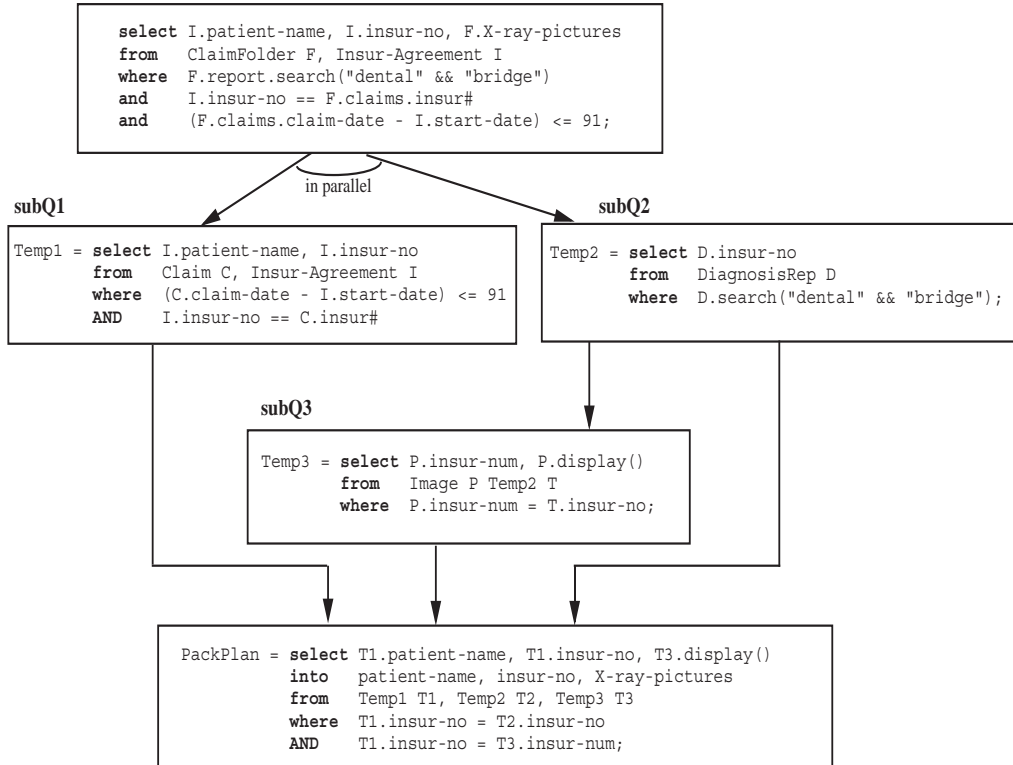 select I.patient-name, I.insur-no, F.X-ray-pictures
from ClaimFolder F, Insur-Agreement I
where F.report.search("dental" && "bridge")
and I.insur-no == F.claims.insur#
and (F.claims.claim-date - I.start-date) <= 91;
in parallel
subQ1
Temp1 = select I.patient-name, I.insur-no
from Claim C, Insur-Agreement I
where (C.claim-date - I.start-date) <= 91
AND I.insur-no == C.insur#
subQ2
Temp2 = select D.insur-no
from DiagnosisRep D
where D.search("dental" && "bridge");
subQ3
Temp3 = select P.insur-num, P.display()
from Image P Temp2 T
where P.insur-num = T.insur-no;
PackPlan = select T1.patient-name, T1.insur-no, T3.display()
into patient-name, insur-no, X-ray-pictures
from Temp1 T1, Temp2 T2, Temp3 T3
where T1.insur-no = T2.insur-no
AND T1.insur-no = T3.insur-num;